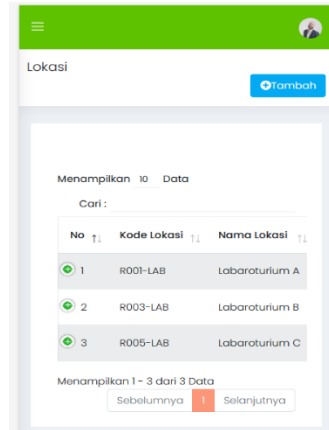 Lokasi
Tambah
Menampilkan 10 Data
Cari :
No Kode Lokasi Nama Lokasi
1 R001-LAB Labaroturium A
2 R003-LAB Labaroturium B
3 R005-LAB Labaroturium C
Menampilkan 1 - 3 dari 3 Data
Sebelumnya 1 Selanjutnya